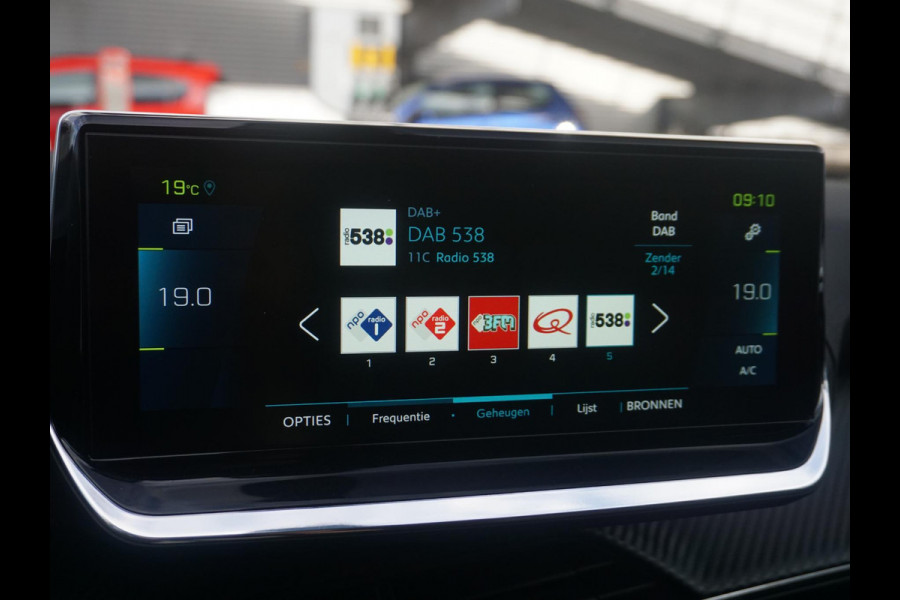 19°C
09:10
19.0
radio 538
DAB+
DAB 538
11C Radio 538
Band
DAB
Zender
2/14
19.0
AUTO
A/C
npo radio 1
npo radio 2
3FM
Q
radio 538
1
2
3
4
5
OPTIES
Frequentie
Geheugen
Lijst
BRONNEN